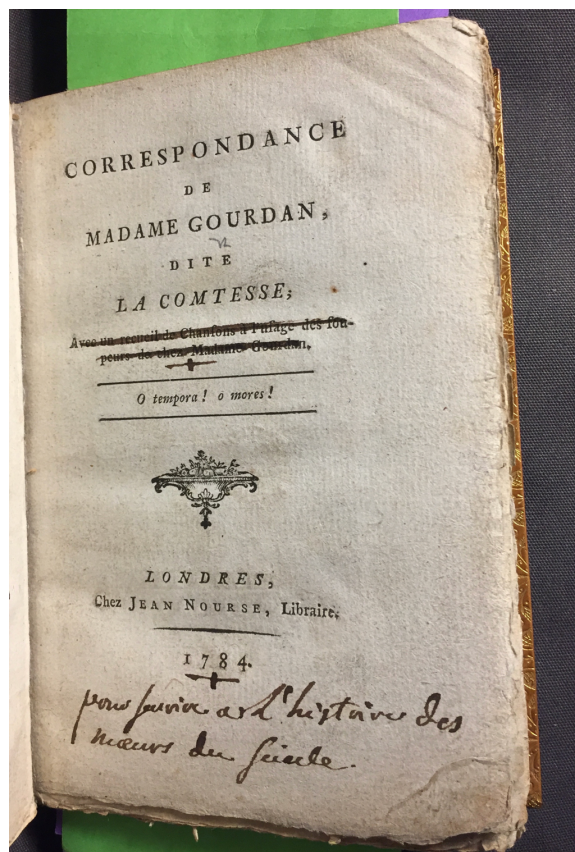 CORRESPONDANCE
DE
MADAME GOURDAN,
DITE
LA COMTESSE;
Avec un recueil de Chansons à l'usage des sou-
peurs de chez Madame Gourdan.
O tempora! o mores!
LONDRES,
Chez JEAN NOURSE, Libraire.
1784.
pour servire a L'histoire des
mœurs du Siecle.